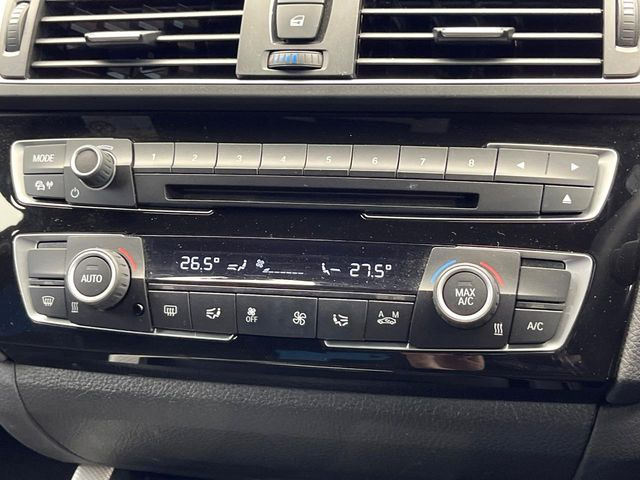 MODE 1 2 3 4 5 6 7 8
26.5° 27.5°
AUTO
MAX A/C
OFF
A M
A/C